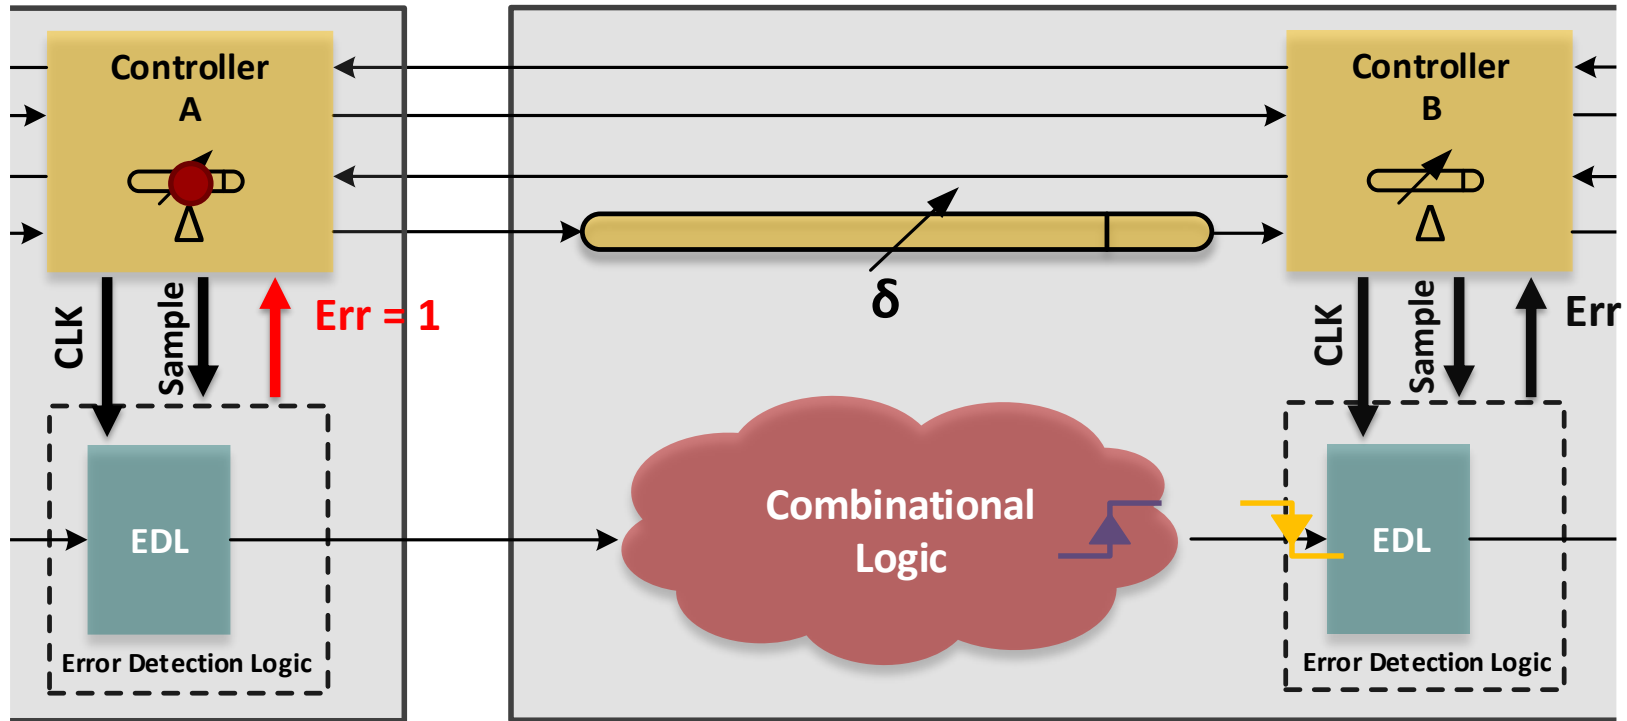 Controller
A
Δ
CLK
Sample
Err = 1
EDL
Error Detection Logic
δ
Combinational
Logic
Controller
B
Δ
CLK
Sample
Err
EDL
Error Detection Logic